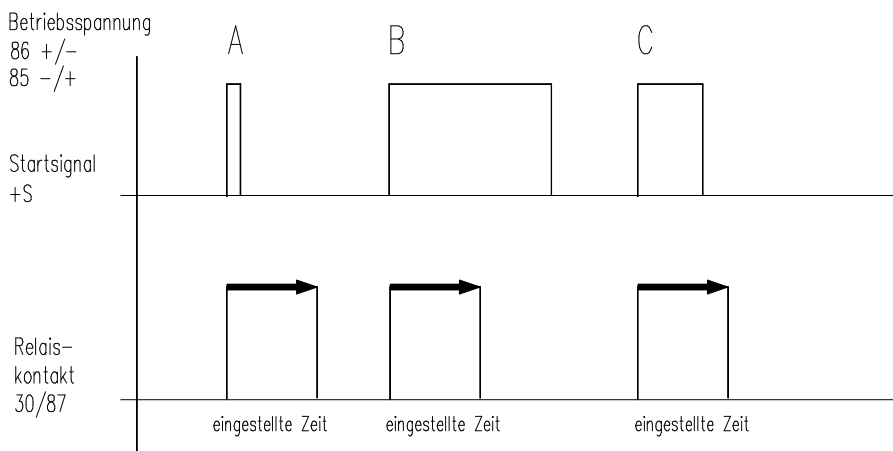 Betriebsspannung
86 +/-
85 -/+
A
B
C
Startsignal
+S
Relais-
kontakt
30/87
eingestellte Zeit
eingestellte Zeit
eingestellte Zeit